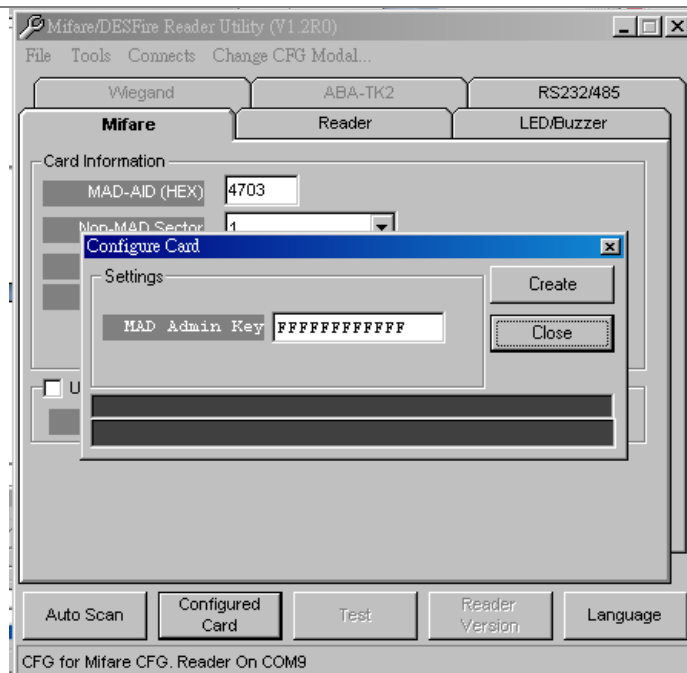 Mifare/DESFire Reader Utility (V1.2R0)
File Tools Connects Change CFG Modal...
Wiegand ABA-TK2 RS232/485
Mifare Reader LED/Buzzer
Card Information
MAD-AID (HEX) 4703
Non-MAD Sector 1
Configure Card
Settings
Create
MAD Admin Key FFFFFFFFFFFF
Close
U
Auto Scan Configured Card Test Reader Version Language
CFG for Mifare CFG. Reader On COM9